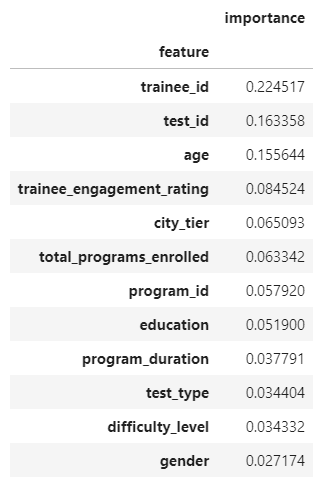 importance
feature
trainee_id 0.224517
test_id 0.163358
age 0.155644
trainee_engagement_rating 0.084524
city_tier 0.065093
total_programs_enrolled 0.063342
program_id 0.057920
education 0.051900
program_duration 0.037791
test_type 0.034404
difficulty_level 0.034332
gender 0.027174